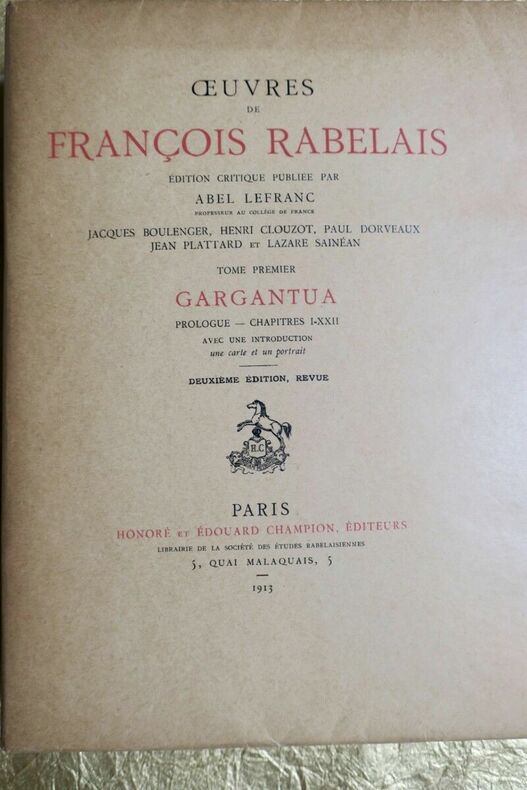 ŒUVRES
DE
FRANÇOIS RABELAIS
ÉDITION CRITIQUE PUBLIÉE PAR
ABEL LEFRANC
PROFESSEUR AU COLLÈGE DE FRANCE
JACQUES BOULENGER, HENRI CLOUZOT, PAUL DORVEAUX
JEAN PLATTARD ET LAZARE SAINÉAN
TOME PREMIER
GARGANTUA
PROLOGUE — CHAPITRES I-XXII
AVEC UNE INTRODUCTION
une carte et un portrait
DEUXIÈME ÉDITION, REVUE
H.C
PARIS
HONORÉ ET ÉDOUARD CHAMPION, ÉDITEURS
LIBRAIRIE DE LA SOCIÉTÉ DES ÉTUDES RABELAISIENNES
5, QUAI MALAQUAIS, 5
—
1913